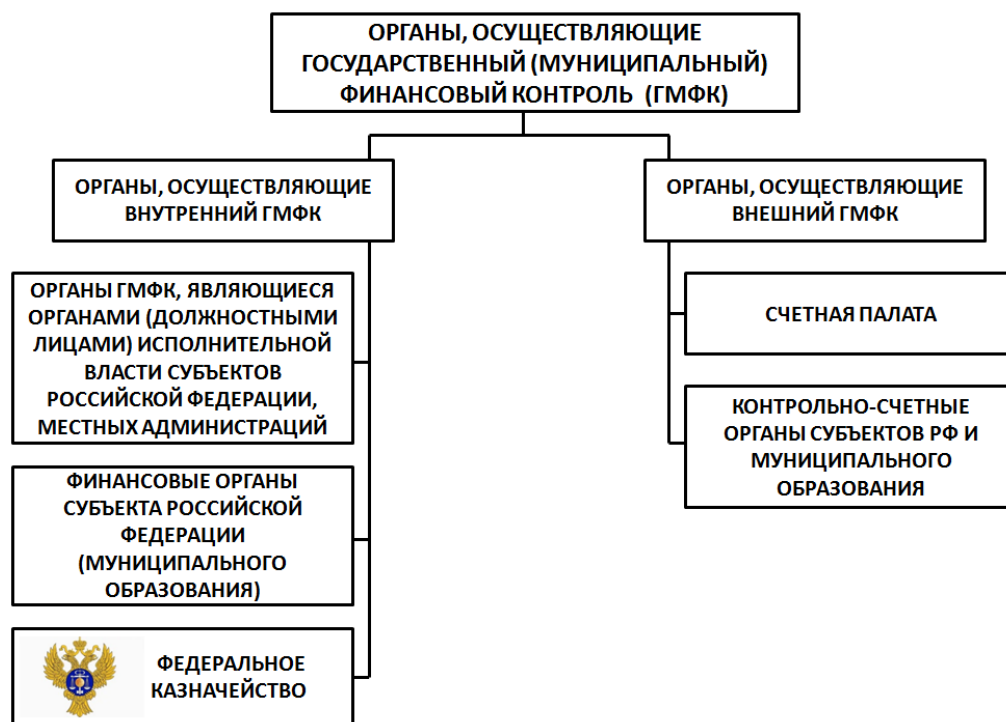 ОРГАНЫ, ОСУЩЕСТВЛЯЮЩИЕ
ГОСУДАРСТВЕННЫЙ (МУНИЦИПАЛЬНЫЙ)
ФИНАНСОВЫЙ КОНТРОЛЬ (ГМФК)
ОРГАНЫ, ОСУЩЕСТВЛЯЮЩИЕ
ВНУТРЕННИЙ ГМФК
ОРГАНЫ ГМФК, ЯВЛЯЮЩИЕСЯ
ОРГАНАМИ (ДОЛЖНОСТНЫМИ
ЛИЦАМИ) ИСПОЛНИТЕЛЬНОЙ
ВЛАСТИ СУБЪЕКТОВ
РОССИЙСКОЙ ФЕДЕРАЦИИ,
МЕСТНЫХ АДМИНИСТРАЦИЙ
ФИНАНСОВЫЕ ОРГАНЫ
СУБЪЕКТА РОССИЙСКОЙ
ФЕДЕРАЦИИ
(МУНИЦИПАЛЬНОГО
ОБРАЗОВАНИЯ)
ФЕДЕРАЛЬНОЕ
КАЗНАЧЕЙСТВО
ОРГАНЫ, ОСУЩЕСТВЛЯЮЩИЕ
ВНЕШНИЙ ГМФК
СЧЕТНАЯ ПАЛАТА
КОНТРОЛЬНО-СЧЕТНЫЕ
ОРГАНЫ СУБЪЕКТОВ РФ И
МУНИЦИПАЛЬНОГО
ОБРАЗОВАНИЯ